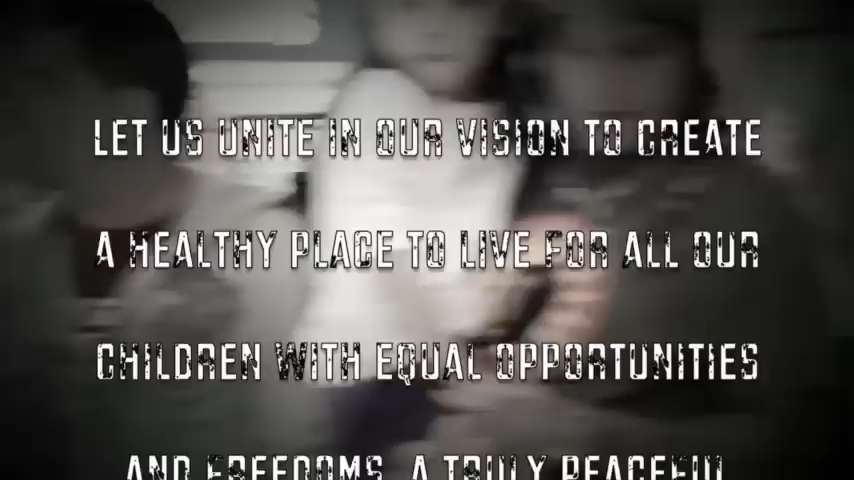 LET US UNITE IN OUR VISION TO CREATE
A HEALTHY PLACE TO LIVE FOR ALL OUR
CHILDREN WITH EQUAL OPPORTUNITIES
AND FREEDOMS. A TRULY PEACEFUL